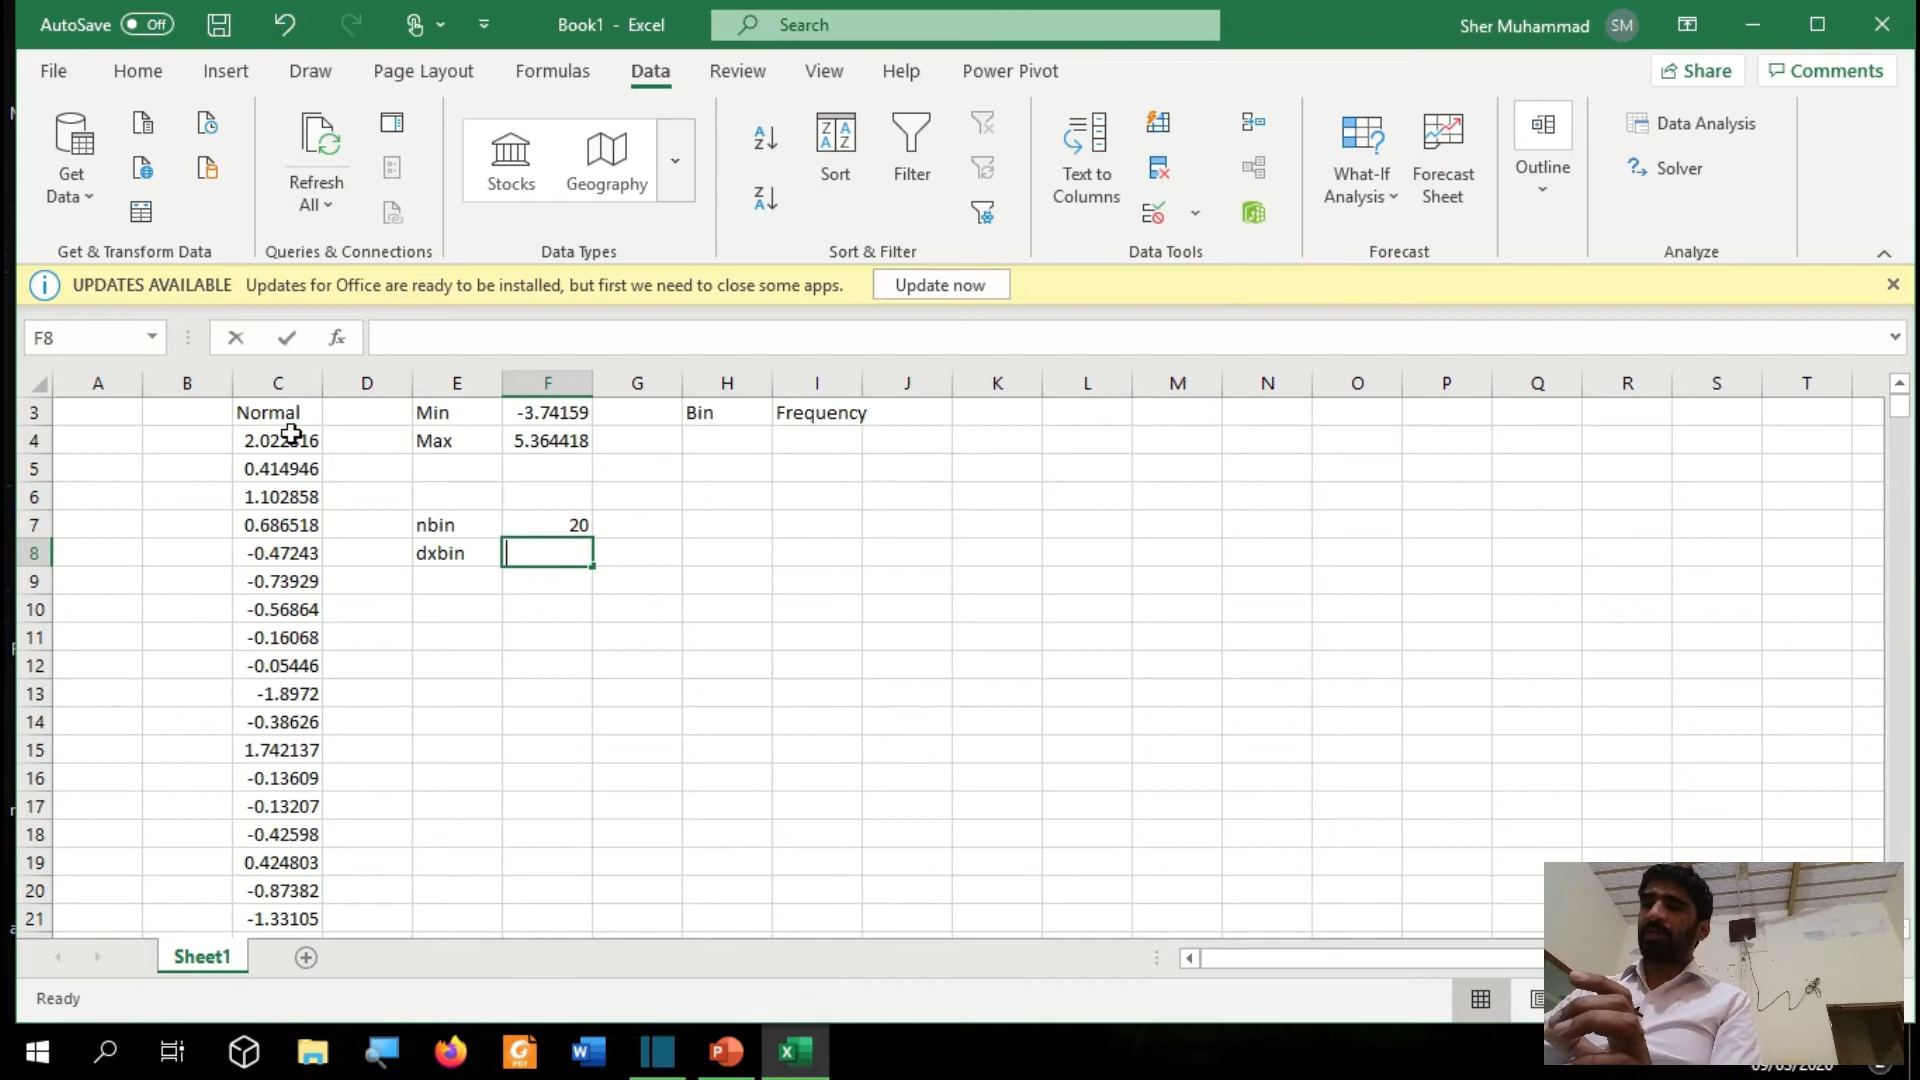 AutoSave Off Book1 - Excel Search Sher Muhammad SM
File Home Insert Draw Page Layout Formulas Data Review View Help Power Pivot Share Comments
Get Data Refresh All Stocks Geography Sort Filter Text to Columns What-If Analysis Forecast Sheet Outline Data Analysis
Solver
Get & Transform Data Queries & Connections Data Types Sort & Filter Data Tools Forecast Analyze
UPDATES AVAILABLE Updates for Office are ready to be installed, but first we need to close some apps. Update now
F8 fx
A B C D E F G H I J K L M N O P Q R S T
3 Normal Min -3.74159 Bin Frequency
4 Max 5.364418
5 0.414946
6 1.102858
7 0.686518 nbin 20
8 -0.47243 dxbin
9 -0.73929
10 -0.56864
11 -0.16068
12 -0.05446
13 -1.8972
14 -0.38626
15 1.742137
16 -0.13609
17 -0.13207
18 -0.42598
19 0.424803
20 -0.87382
21 -1.33105
Sheet1
Ready